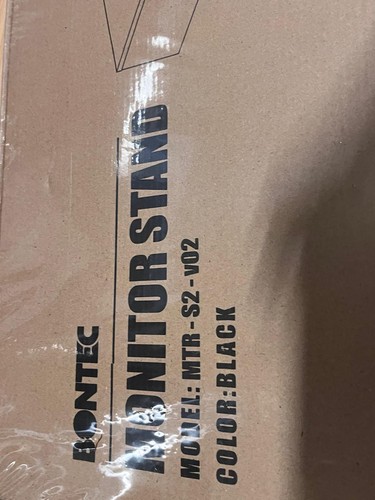 BONTEC
MONITOR STAND
MODEL: MTR-S2-V02
COLOR:BLACK